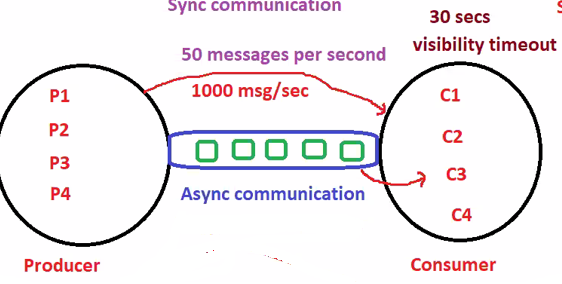 Sync communication
30 secs
visibility timeout
50 messages per second
1000 msg/sec
P1
P2
P3
P4
C1
C2
C3
C4
Async communication
Producer
Consumer